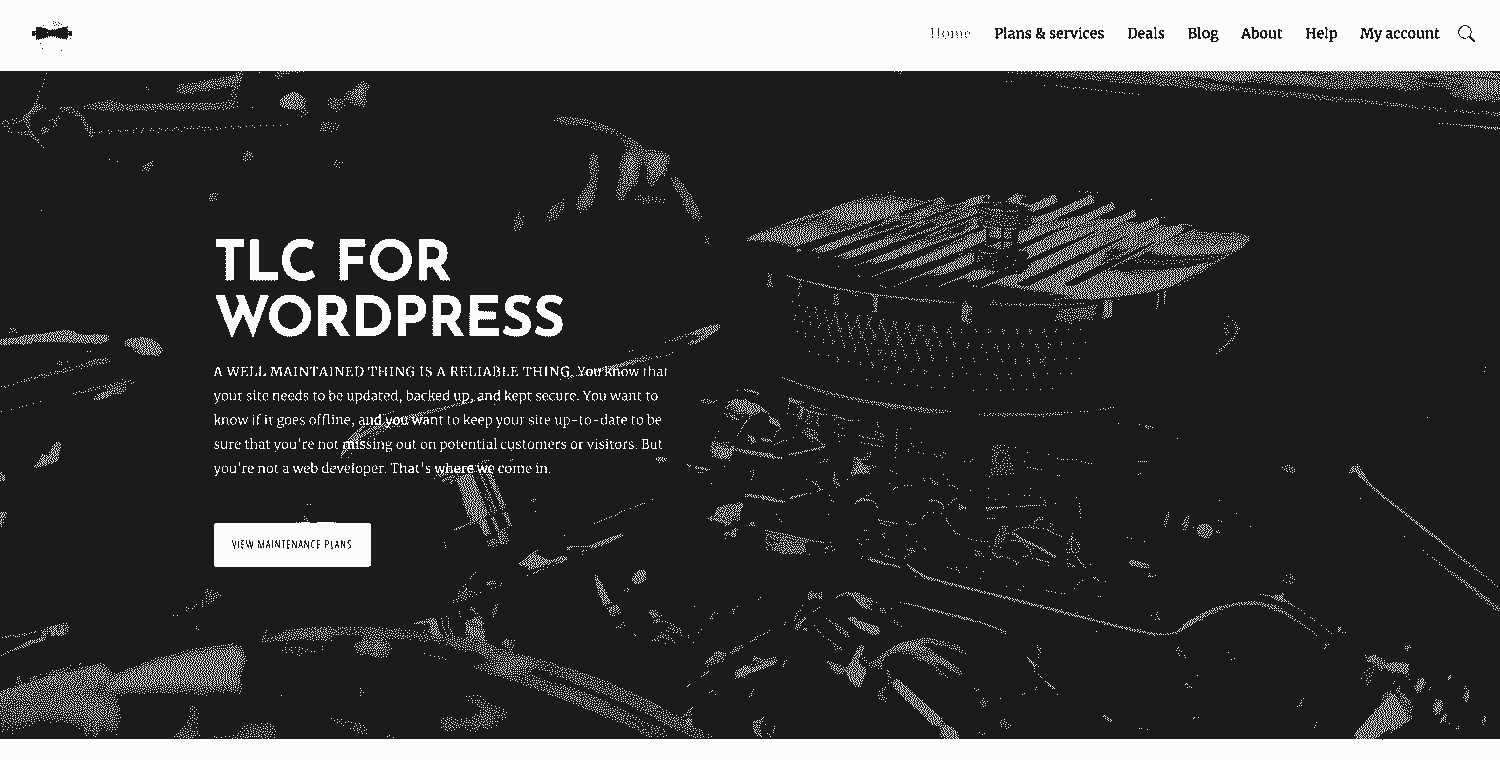 Home Plans & services Deals Blog About Help My account
TLC FOR
WORDPRESS
A WELL MAINTAINED THING IS A RELIABLE THING. You know that
your site needs to be updated, backed up, and kept secure. You want to
know if it goes offline, and you want to keep your site up-to-date to be
sure that you're not missing out on potential customers or visitors. But
you're not a web developer. That's where we come in.
VIEW MAINTENANCE PLANS